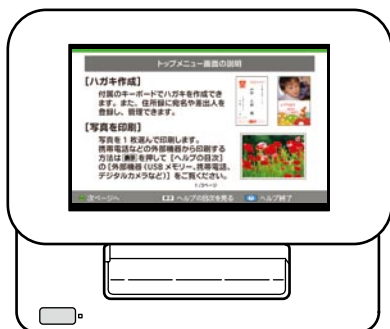 トップメニュー画面の説明
[ハガキ作成]
付属のキーボードでハガキを作成でき
ます。また、住所録に宛名や差出人を
登録し、管理できます。
[写真を印刷]
写真を1枚選んで印刷します。
携帯電話などの外部機器から印刷する
方法は 表示 を押して [ヘルプの目次]
の [外部機器 (USB メモリー、携帯電話、
デジタルカメラなど)] をご覧ください。
1/3ページ
次ページへ ヘルプの目次を見る ヘルプ終了